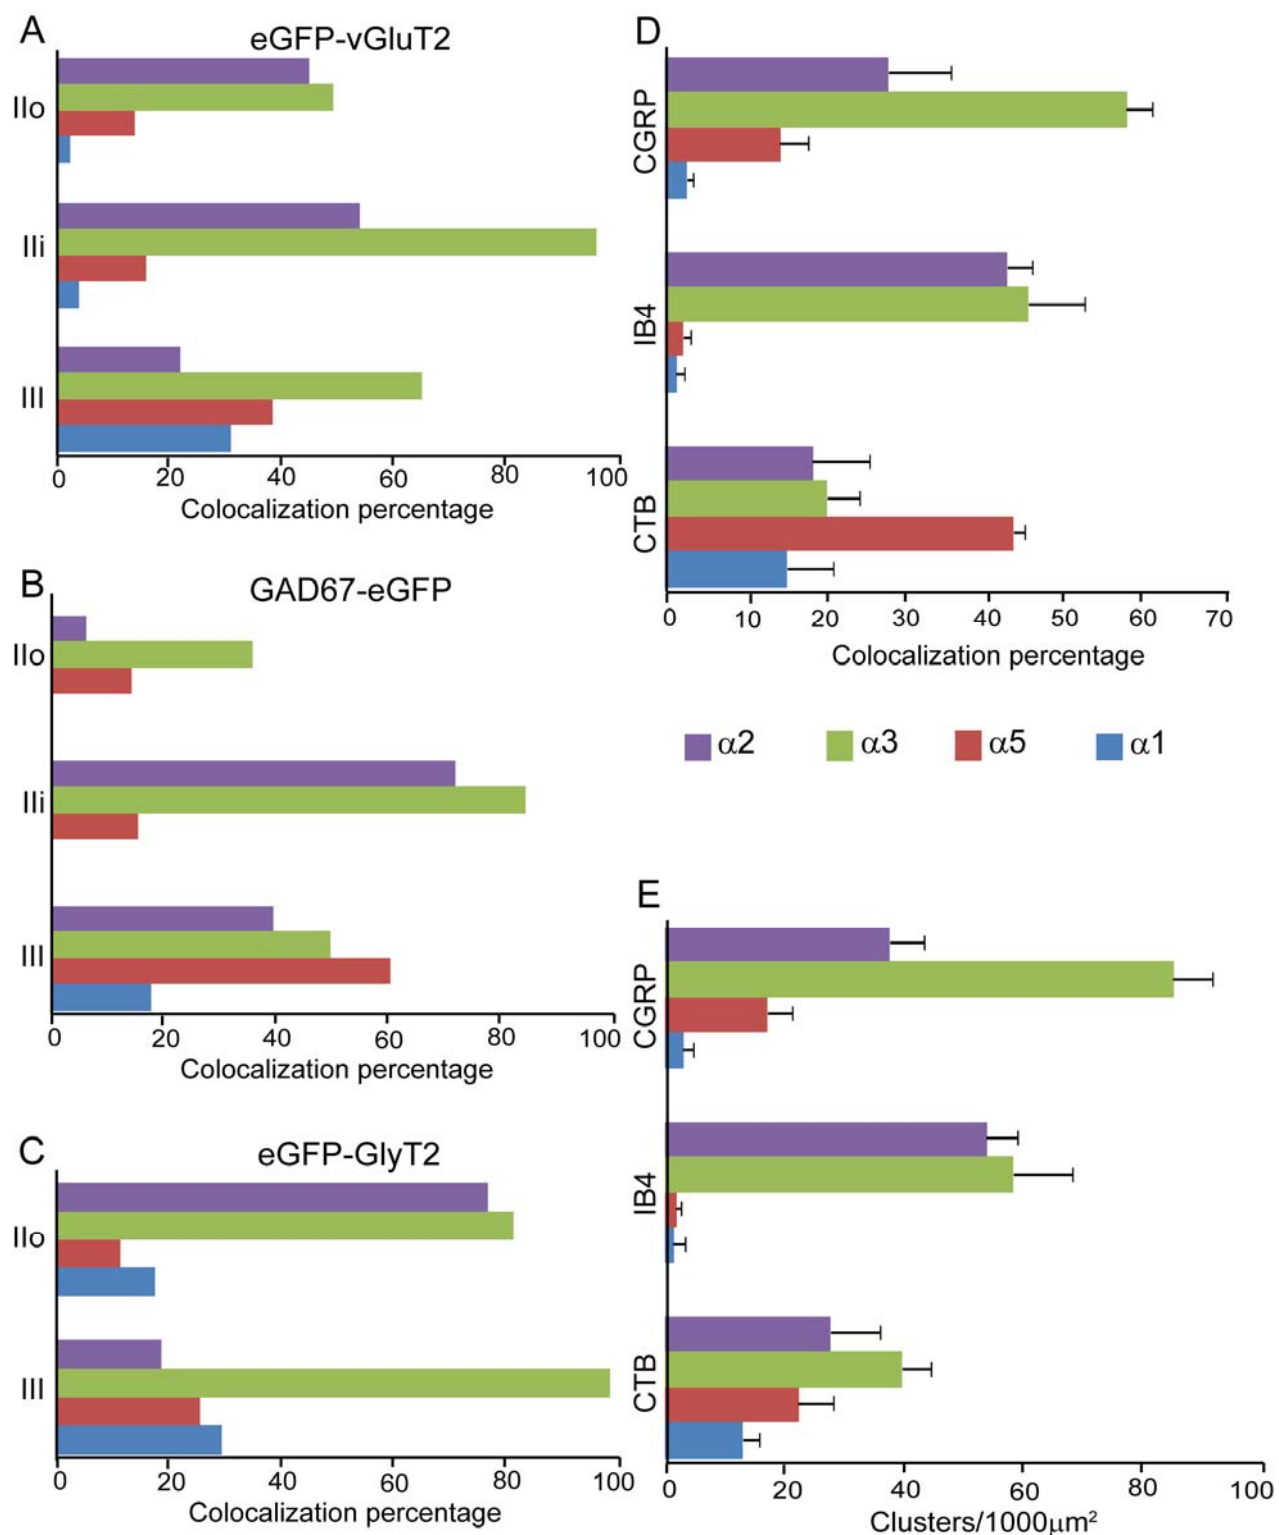 A
eGFP-vGluT2
IIo
IIi
III
0 20 40 60 80 100
Colocalization percentage
B
GAD67-eGFP
IIo
IIi
III
0 20 40 60 80 100
Colocalization percentage
C
eGFP-GlyT2
IIo
III
0 20 40 60 80 100
Colocalization percentage
D
CGRP
IB4
CTB
0 10 20 30 40 50 60 70
Colocalization percentage
α2 α3 α5 α1
E
CGRP
IB4
CTB
0 20 40 60 80 100
Clusters/1000μm²